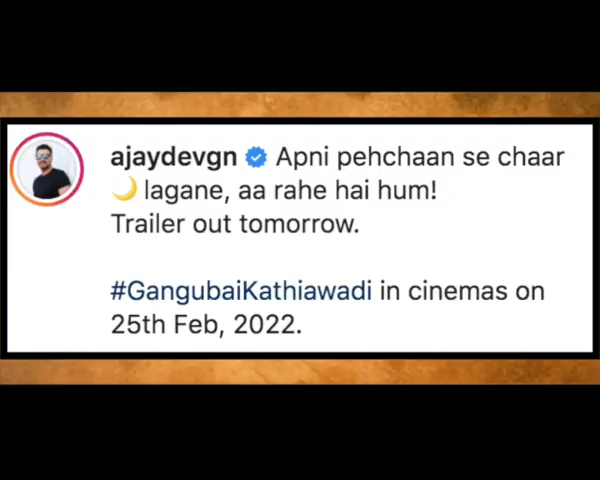 ajaydevgn Apni pehchaan se chaar
🌙 lagane, aa rahe hai hum!
Trailer out tomorrow.
#GangubaiKathiawadi in cinemas on
25th Feb, 2022.